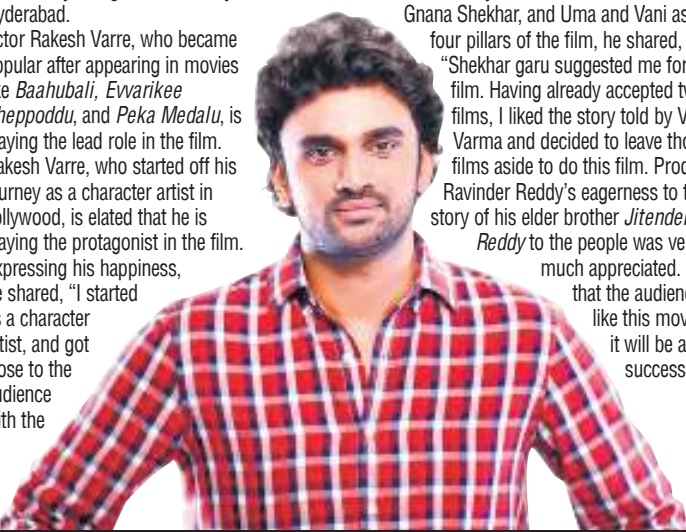 yderabad.
ctor Rakesh Varre, who became
opular after appearing in movies
ke Baahubali, Evvarikee
heppoddu, and Peka Medalu, is
aying the lead role in the film.
akesh Varre, who started off his
urney as a character artist in
ollywood, is elated that he is
aying the protagonist in the film.
xpressing his happiness,
e shared, “I started
s a character
tist, and got
ose to the
udience
ith the
Gnana Shekhar, and Uma and Vani as
four pillars of the film, he shared,
“Shekhar garu suggested me for
film. Having already accepted tw
films, I liked the story told by V
Varma and decided to leave tho
films aside to do this film. Prod
Ravinder Reddy’s eagerness to t
story of his elder brother Jitender
Reddy to the people was ve
much appreciated.
that the audienc
like this mov
it will be a
success